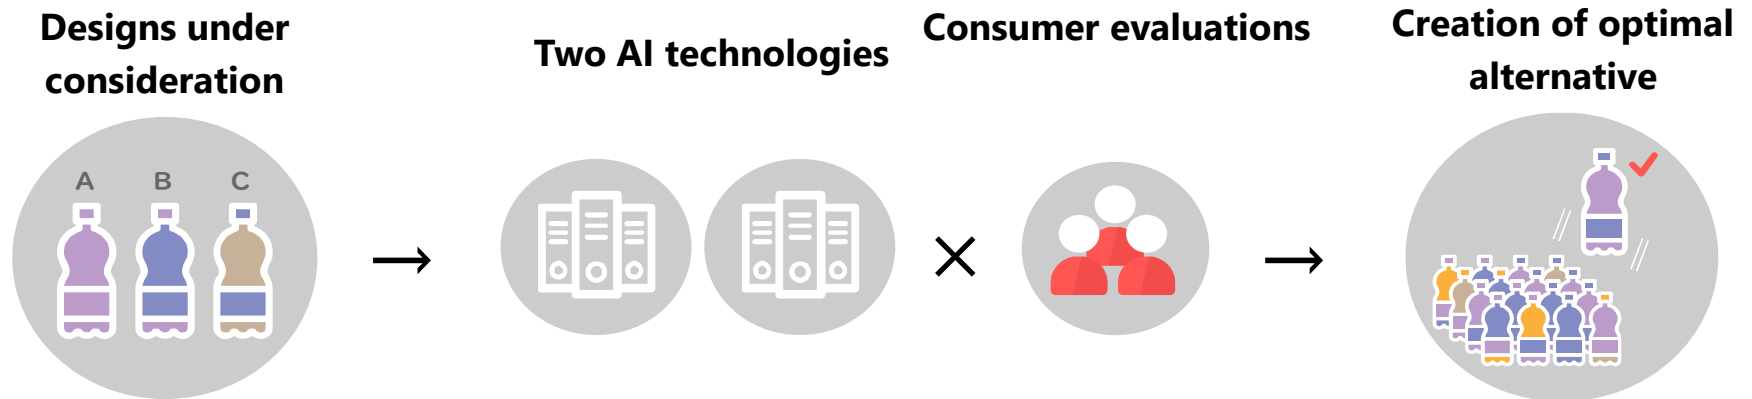 Designs under
consideration
Two AI technologies
Consumer evaluations
Creation of optimal
alternative
A B C